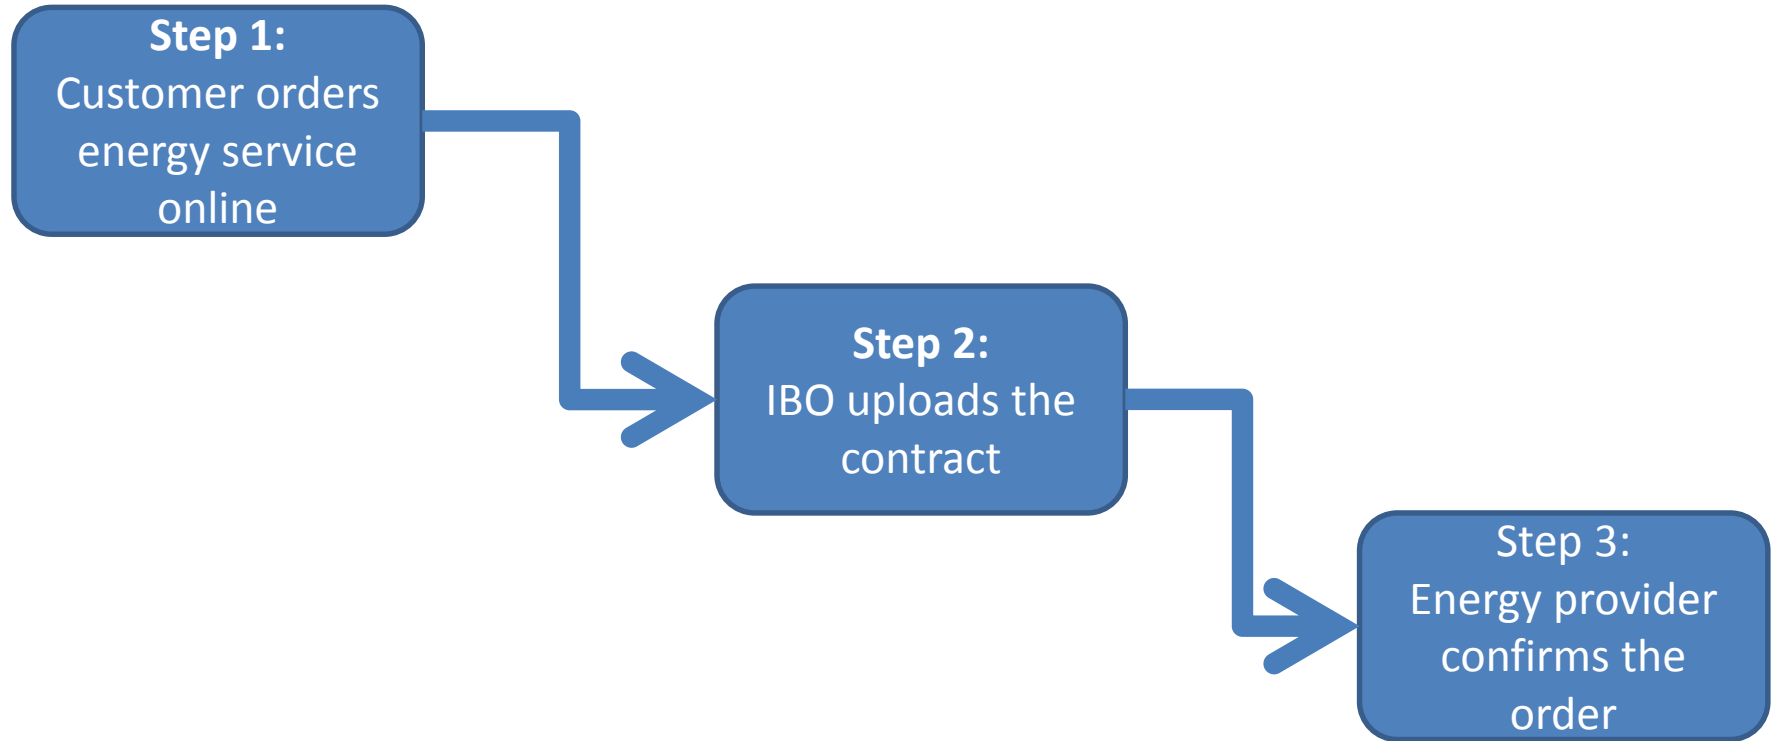 Step 1:
Customer orders
energy service
online
Step 2:
IBO uploads the
contract
Step 3:
Energy provider
confirms the
order